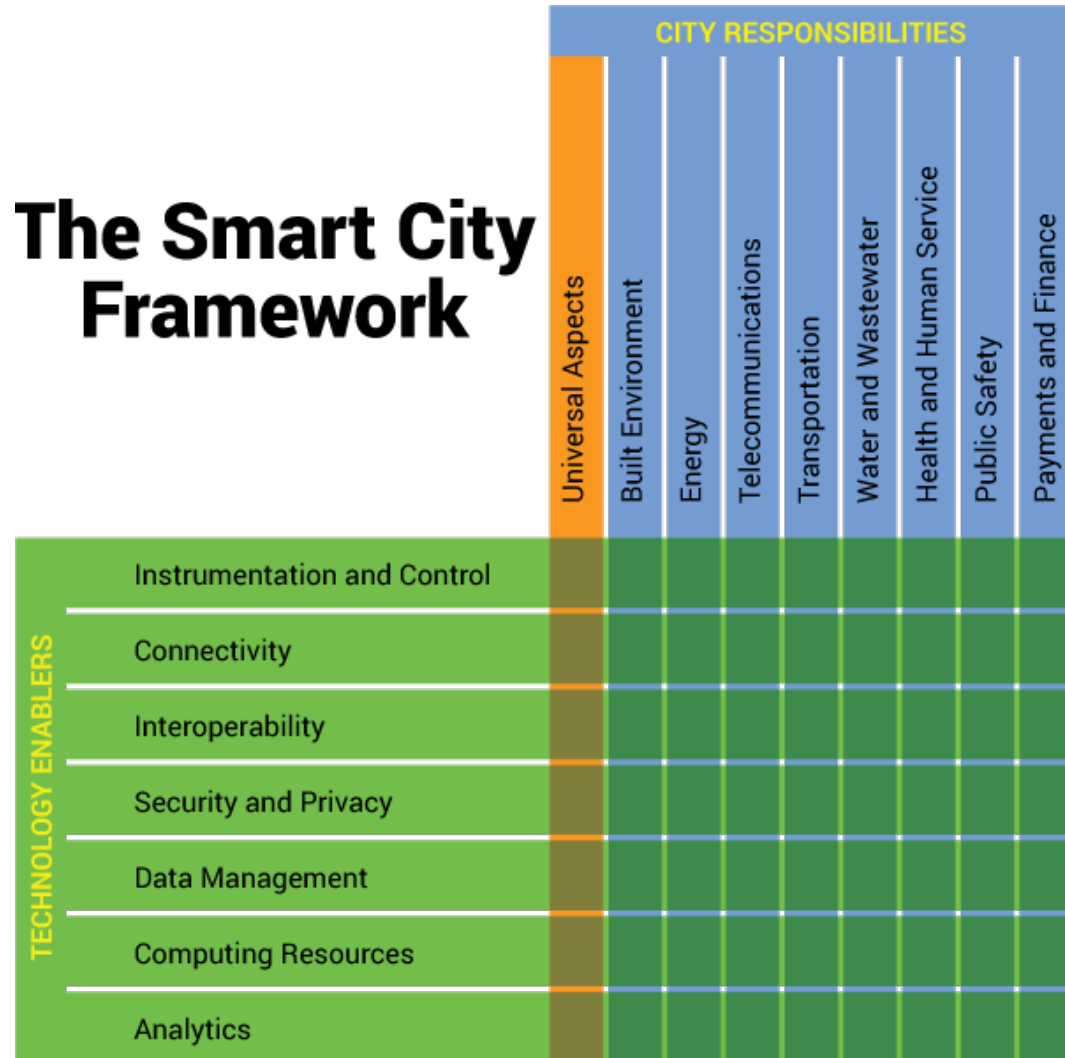 CITY RESPONSIBILITIES
The Smart City
Framework
Universal Aspects
Built Environment
Energy
Telecommunications
Transportation
Water and Wastewater
Health and Human Service
Public Safety
Payments and Finance
TECHNOLOGY ENABLERS
Instrumentation and Control
Connectivity
Interoperability
Security and Privacy
Data Management
Computing Resources
Analytics